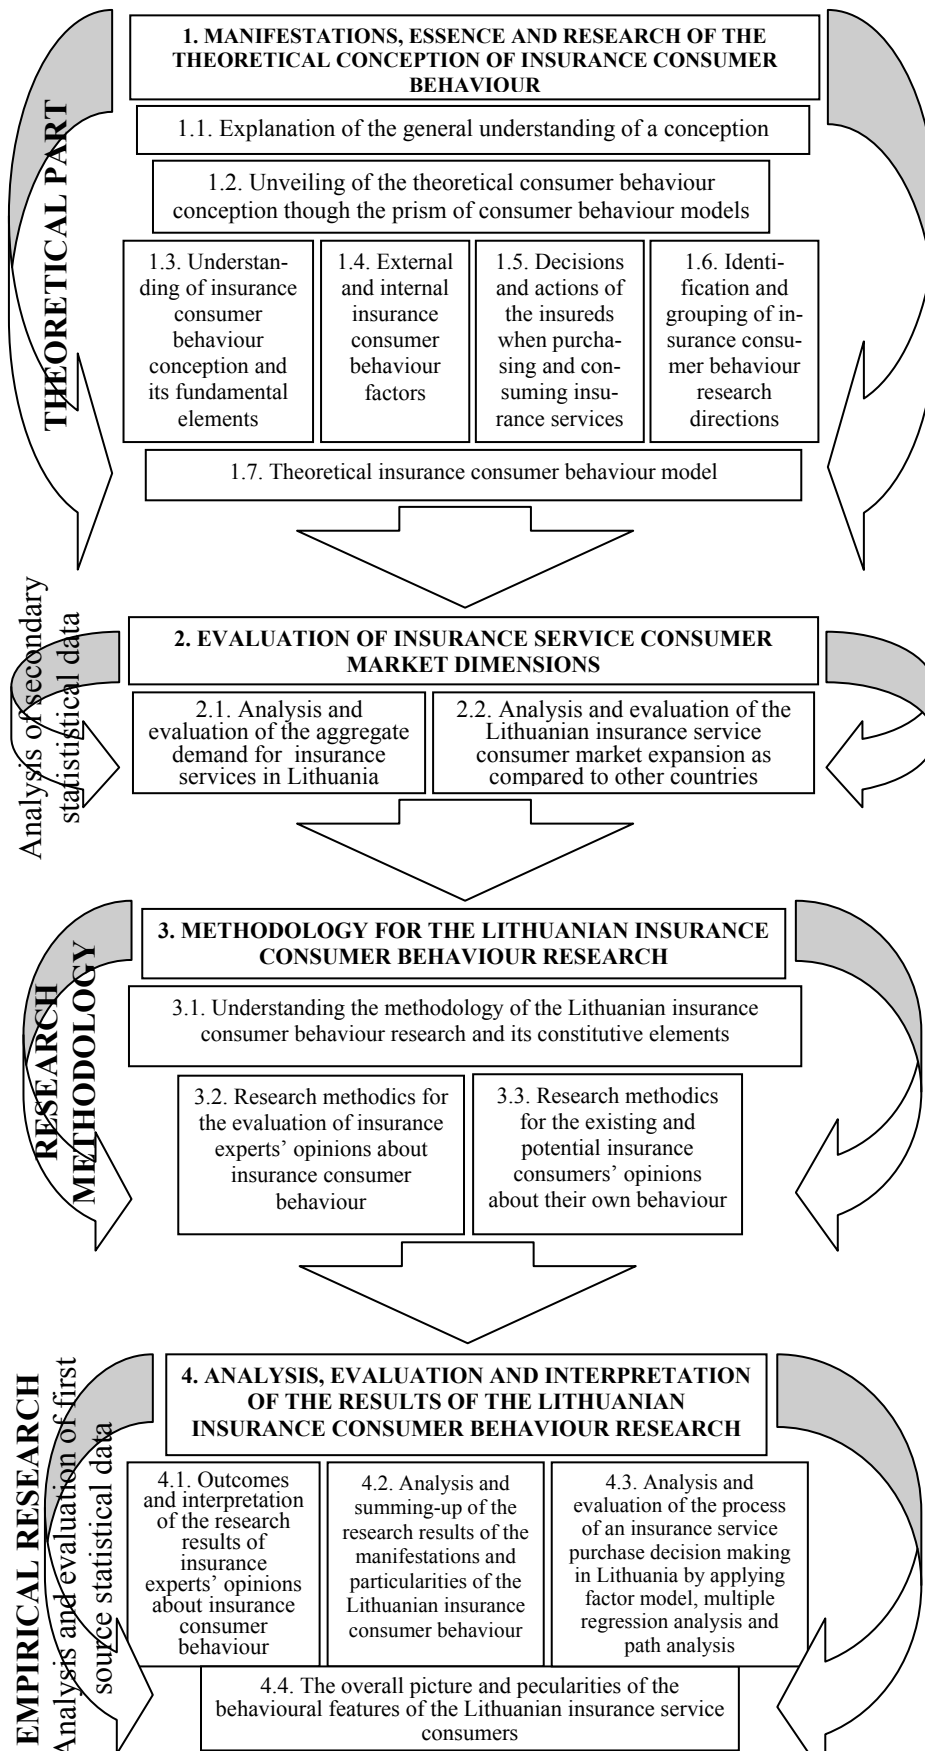 1. MANIFESTATIONS, ESSENCE AND RESEARCH OF THE
THEORETICAL CONCEPTION OF INSURANCE CONSUMER
BEHAVIOUR
THEORETICAL PART
1.1. Explanation of the general understanding of a conception
1.2. Unveiling of the theoretical consumer behaviour
conception though the prism of consumer behaviour models
1.3. Understan-
ding of insurance
consumer
behaviour
conception and
its fundamental
elements
1.4. External
and internal
insurance
consumer
behaviour
factors
1.5. Decisions
and actions of
the insureds
when purcha-
sing and con-
suming insu-
rance services
1.6. Identi-
fication and
grouping of in-
surance consu-
mer behaviour
research
directions
1.7. Theoretical insurance consumer behaviour model
Analysis of secondary
statististical data
2. EVALUATION OF INSURANCE SERVICE CONSUMER
MARKET DIMENSIONS
2.1. Analysis and
evaluation of the aggregate
demand for insurance
services in Lithuania
2.2. Analysis and evaluation of the
Lithuanian insurance service
consumer market expansion as
compared to other countries
RESEARCH
METHODOLOGY
3. METHODOLOGY FOR THE LITHUANIAN INSURANCE
CONSUMER BEHAVIOUR RESEARCH
3.1. Understanding the methodology of the Lithuanian insurance
consumer behaviour research and its constitutive elements
3.2. Research methodics for
the evaluation of insurance
experts' opinions about
insurance consumer
behaviour
3.3. Research methodics
for the existing and
potential insurance
consumers' opinions
about their own behaviour
EMPIRICAL RESEARCH
Analysis and evaluation of first
source statistical data
4. ANALYSIS, EVALUATION AND INTERPRETATION
OF THE RESULTS OF THE LITHUANIAN
INSURANCE CONSUMER BEHAVIOUR RESEARCH
4.1. Outcomes
and interpretation
of the research
results of
insurance
experts' opinions
about insurance
consumer
behaviour
4.2. Analysis and
summing-up of the
research results of the
manifestations and
particularities of the
Lithuanian insurance
consumer behaviour
4.3. Analysis and
evaluation of the process
of an insurance service
purchase decision making
in Lithuania by applying
factor model, multiple
regression analysis and
path analysis
4.4. The overall picture and pecularities of the
behavioural features of the Lithuanian insurance service
consumers